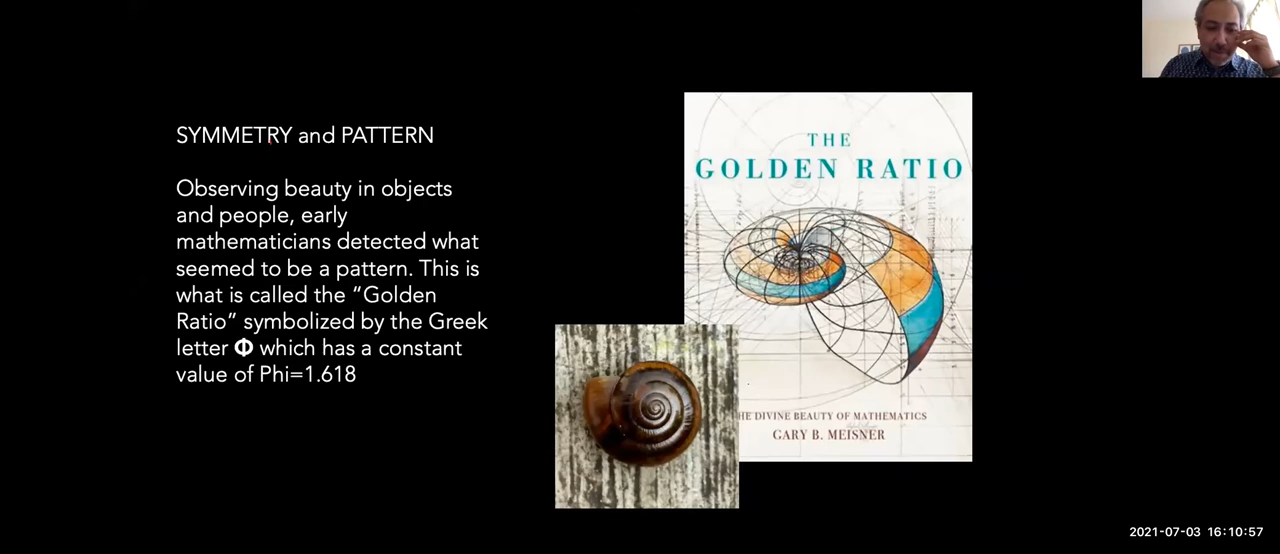 SYMMETRY and PATTERN
Observing beauty in objects
and people, early
mathematicians detected what
seemed to be a pattern. This is
what is called the “Golden
Ratio” symbolized by the Greek
letter Φ which has a constant
value of Phi=1.618
THE
GOLDEN RATIO
HE DIVINE BEAUTY OF MATHEMATICS
GARY B. MEISNER
2021-07-03 16:10:57